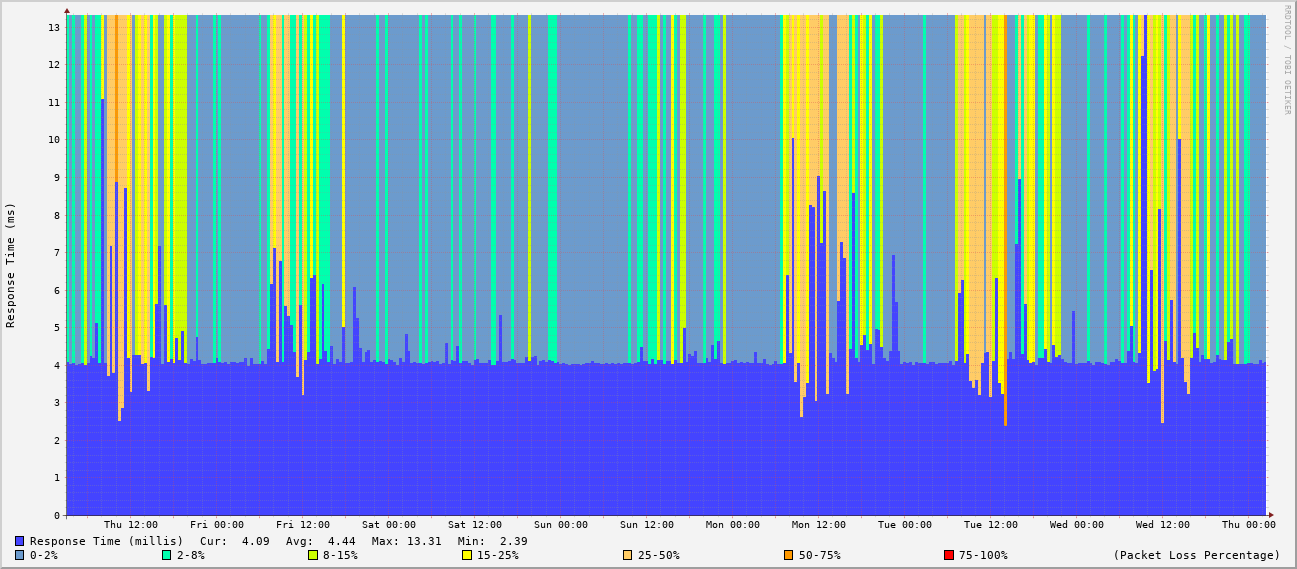 RRDTOOL / TOBI OETIKER
Response Time (ms)
13
12
11
10
9
8
7
6
5
4
3
2
1
0
Thu 12:00 Fri 00:00 Fri 12:00 Sat 00:00 Sat 12:00 Sun 00:00 Sun 12:00 Mon 00:00 Mon 12:00 Tue 00:00 Tue 12:00 Wed 00:00 Wed 12:00 Thu 00:00
Response Time (millis) Cur: 4.09 Avg: 4.44 Max: 13.31 Min: 2.39
0-2% 2-8% 8-15% 15-25% 25-50% 50-75% 75-100% (Packet Loss Percentage)